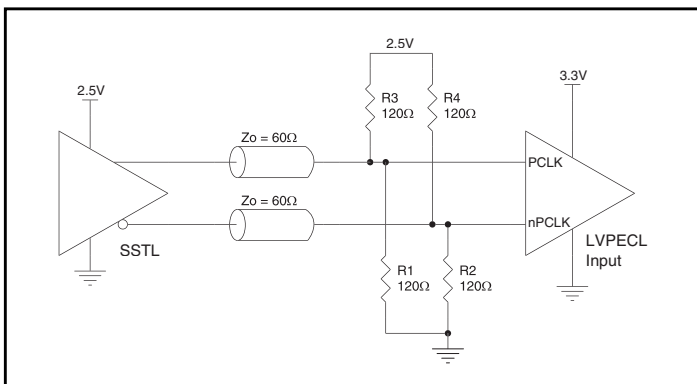 2.5V
2.5V
3.3V
R3
120Ω
R4
120Ω
Zo = 60Ω
PCLK
Zo = 60Ω
nPCLK
SSTL
LVPECL
Input
R1
120Ω
R2
120Ω